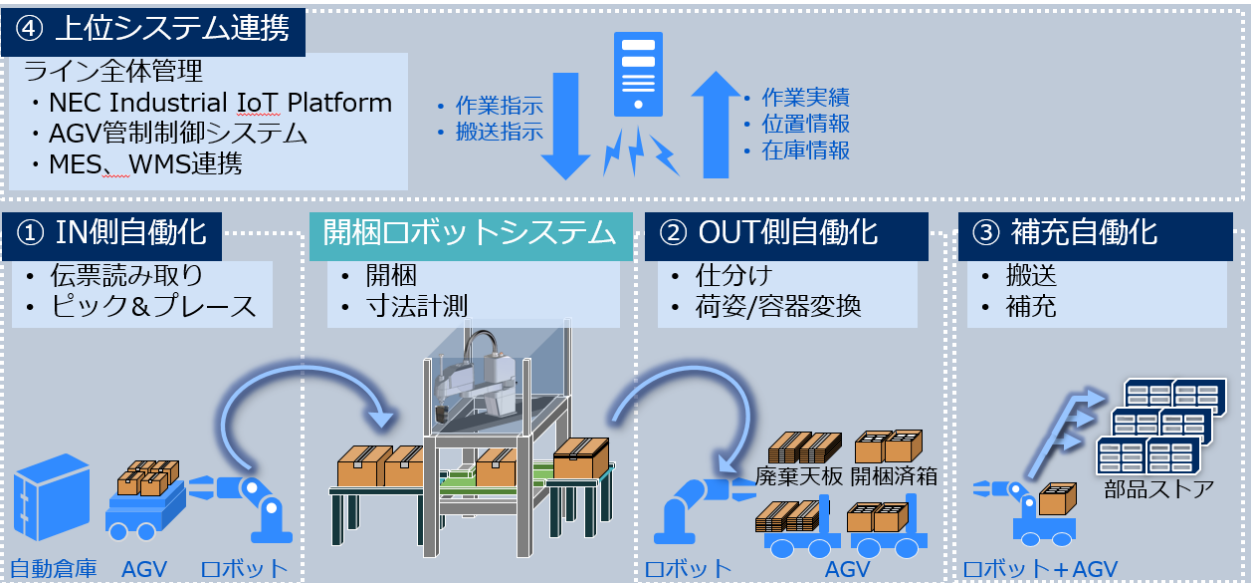 ④ 上位システム連携
ライン全体管理
・NEC Industrial IoT Platform
・AGV管制制御システム
・MES、WMS連携
• 作業指示
• 搬送指示
• 作業実績
• 位置情報
• 在庫情報
① IN側自働化
• 伝票読み取り
• ピック＆プレース
自動倉庫
AGV
ロボット
開梱ロボットシステム
• 開梱
• 寸法計測
② OUT側自働化
• 仕分け
• 荷姿/容器変換
廃棄天板
開梱済箱
ロボット
AGV
③ 補充自働化
• 搬送
• 補充
部品ストア
ロボット＋AGV